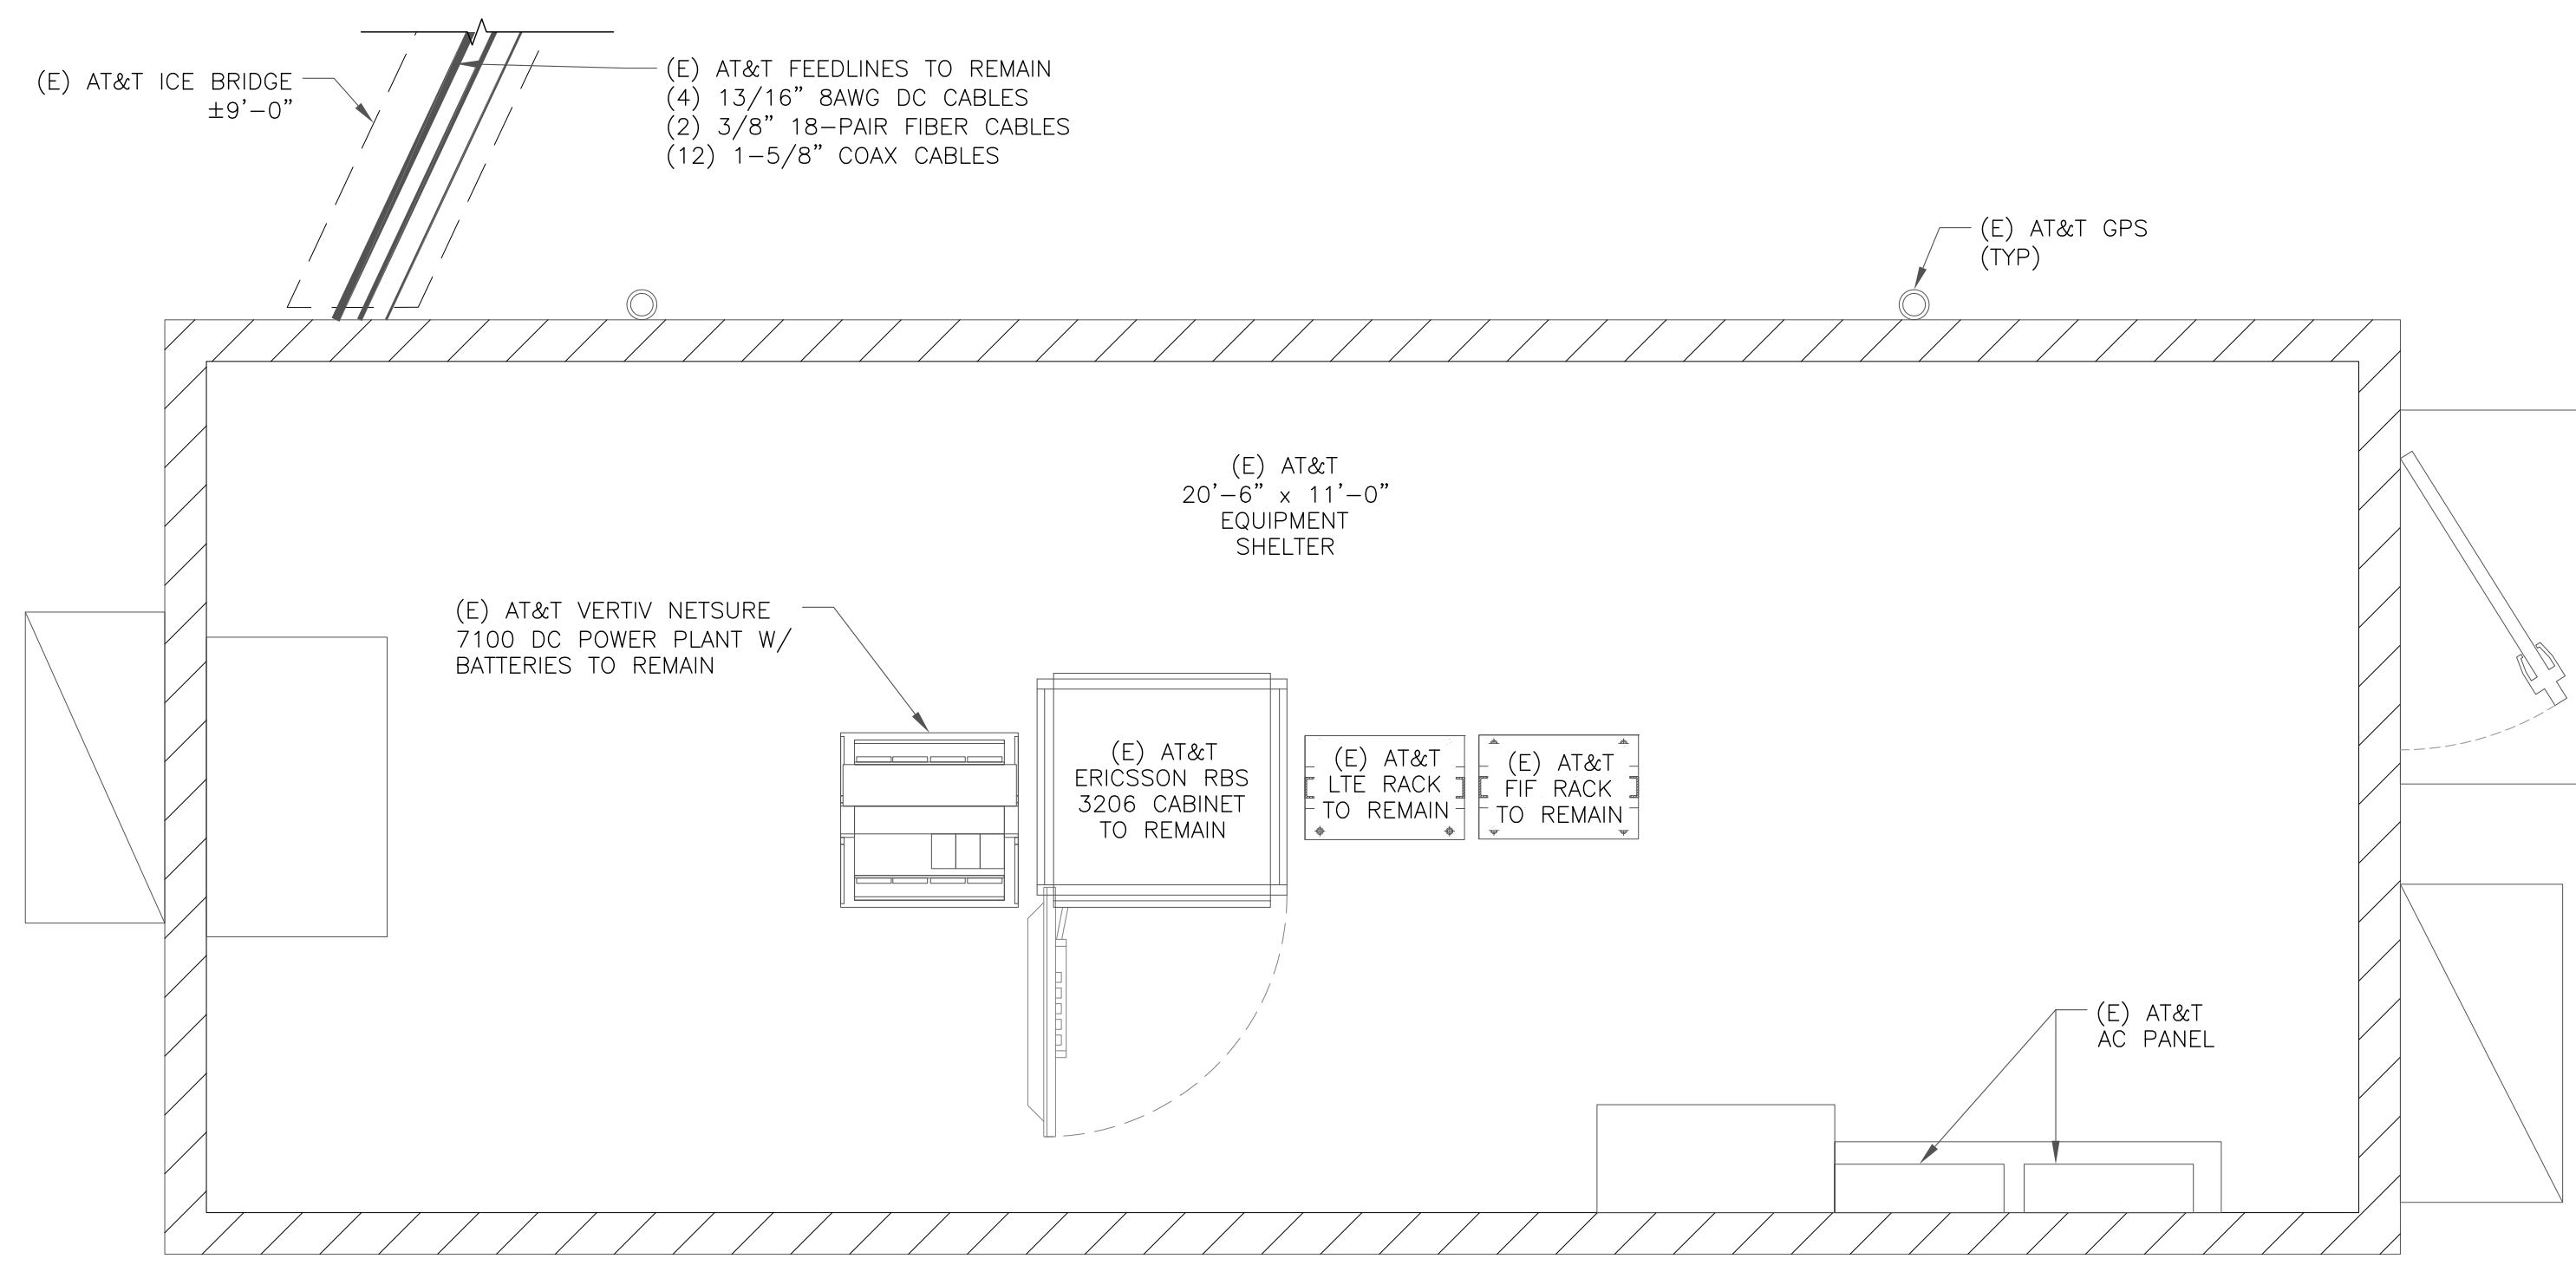 (E) AT&T ICE BRIDGE
±9'-0"
(E) AT&T FEEDLINES TO REMAIN
(4) 13/16" 8AWG DC CABLES
(2) 3/8" 18-PAIR FIBER CABLES
(12) 1-5/8" COAX CABLES
(E) AT&T GPS
(TYP)
(E) AT&T
20'-6" x 11'-0"
EQUIPMENT
SHELTER
(E) AT&T VERTIV NETSURE
7100 DC POWER PLANT W/
BATTERIES TO REMAIN
(E) AT&T
ERICSSON RBS
3206 CABINET
TO REMAIN
(E) AT&T
LTE RACK
TO REMAIN
(E) AT&T
FIF RACK
TO REMAIN
(E) AT&T
AC PANEL